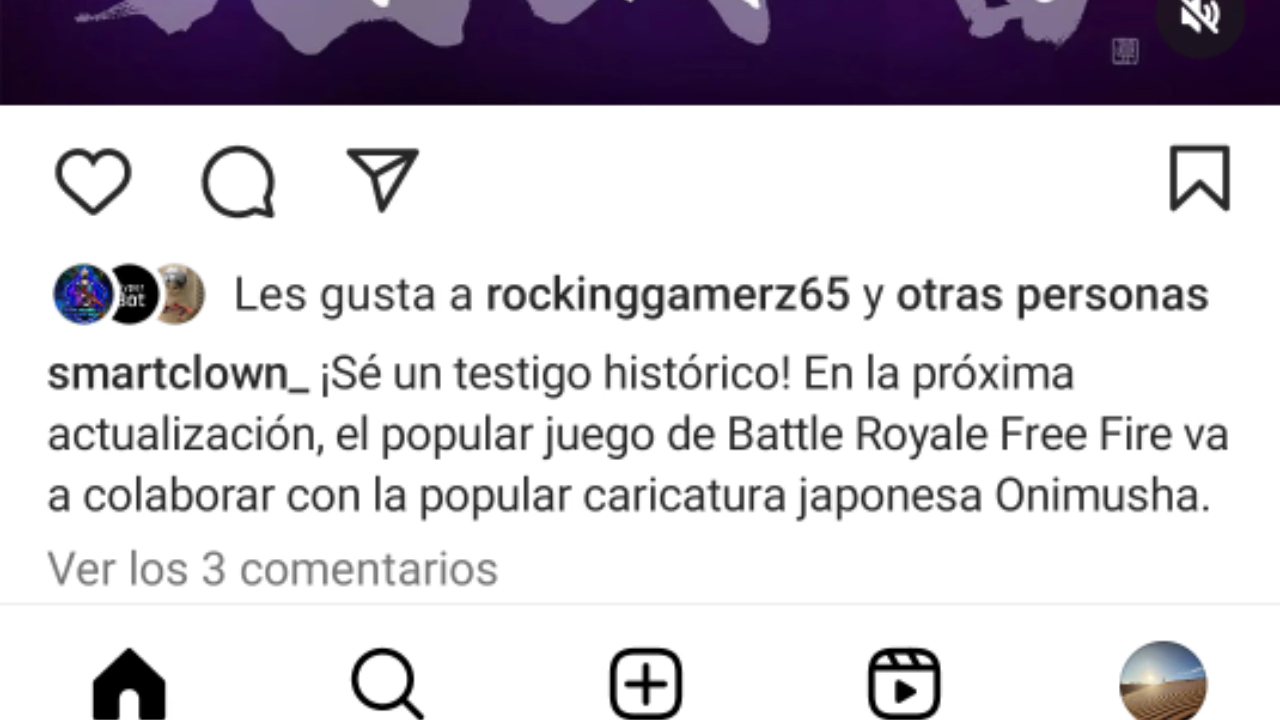 Les gusta a rockinggamerz65 y otras personas
smartclown_ ¡Sé un testigo histórico! En la próxima
actualización, el popular juego de Battle Royale Free Fire va
a colaborar con la popular caricatura japonesa Onimusha.
Ver los 3 comentarios